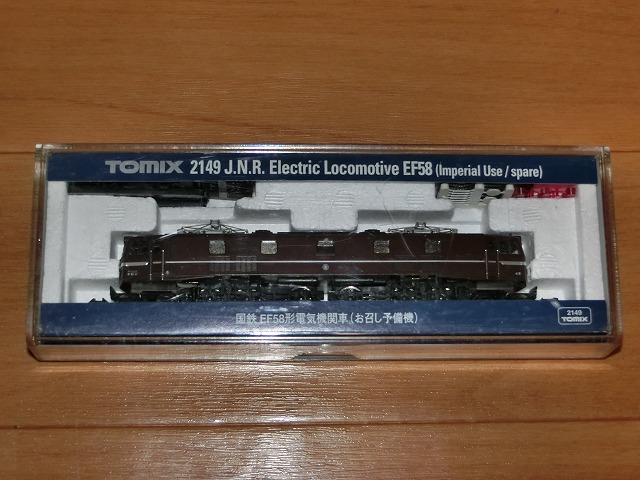 TOMIX 2149 J.N.R. Electric Locomotive EF58 (Imperial Use / spare)
国鉄 EF58形電気機関車(お召し予備機)
2149
TOMIX